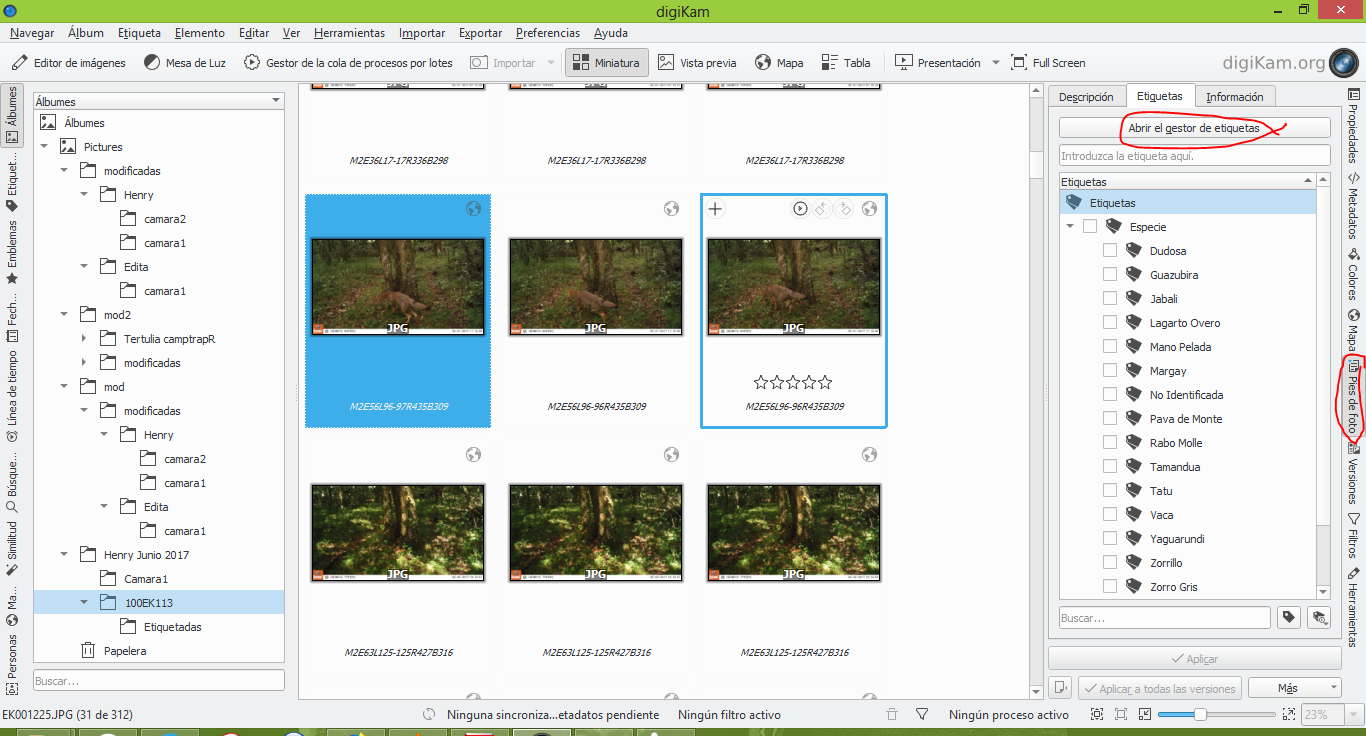 digiKam
Navegar Álbum Etiqueta Elemento Editar Ver Herramientas Importar Exportar Preferencias Ayuda
Editor de imágenes Mesa de Luz Gestor de la cola de procesos por lotes Importar Miniatura Vista previa Mapa Tabla Presentación Full Screen digiKam.org
Álbumes
Etiquet...
Emblemas
Fech...
Línea de tiempo
Búsque...
Similitud
Ma...
Personas
Álbumes
Álbumes
Pictures
modificadas
Henry
camara2
camara1
Edita
camara1
mod2
Tertulia camptrapR
modificadas
mod
modificadas
Henry
camara2
camara1
Edita
camara1
Henry Junio 2017
Camara1
100EK113
Etiquetadas
Papelera
Buscar...
JPG JPG JPG
M2E36L17-17R336B298 M2E36L17-17R336B298 M2E36L17-17R336B298
JPG JPG JPG
M2E56L96-97R435B309 M2E56L96-96R435B309 M2E56L96-96R435B309
JPG JPG JPG
M2E63L125-125R427B316 M2E63L125-125R427B316 M2E63L125-125R427B316
Descripción Etiquetas Información
Abrir el gestor de etiquetas
Introduzca la etiqueta aquí.
Etiquetas
Etiquetas
Especie
Dudosa
Guazubira
Jabali
Lagarto Overo
Mano Pelada
Margay
No Identificada
Pava de Monte
Rabo Molle
Tamandua
Tatu
Vaca
Yaguarundi
Zorrillo
Zorro Gris
Buscar...
Aplicar
Aplicar a todas las versiones Más
Propiedades
Metadatos
Colores
Mapa
Pies de foto
Versiones
Filtros
Herramientas
EK001225.JPG (31 de 312) Ninguna sincroniza...etadatos pendiente Ningún filtro activo Ningún proceso activo 23%